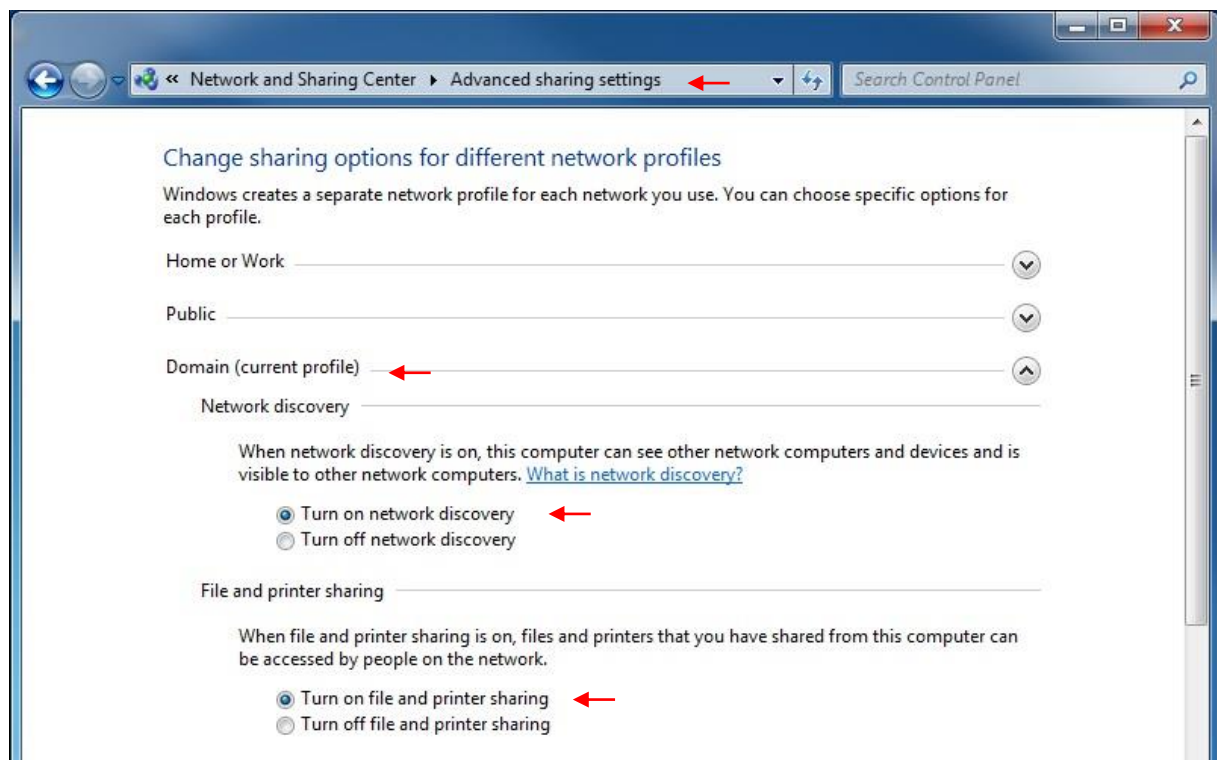 « Network and Sharing Center ▸ Advanced sharing settings
Search Control Panel
Change sharing options for different network profiles
Windows creates a separate network profile for each network you use. You can choose specific options for
each profile.
Home or Work
Public
Domain (current profile)
Network discovery
When network discovery is on, this computer can see other network computers and devices and is
visible to other network computers. What is network discovery?
Turn on network discovery
Turn off network discovery
File and printer sharing
When file and printer sharing is on, files and printers that you have shared from this computer can
be accessed by people on the network.
Turn on file and printer sharing
Turn off file and printer sharing